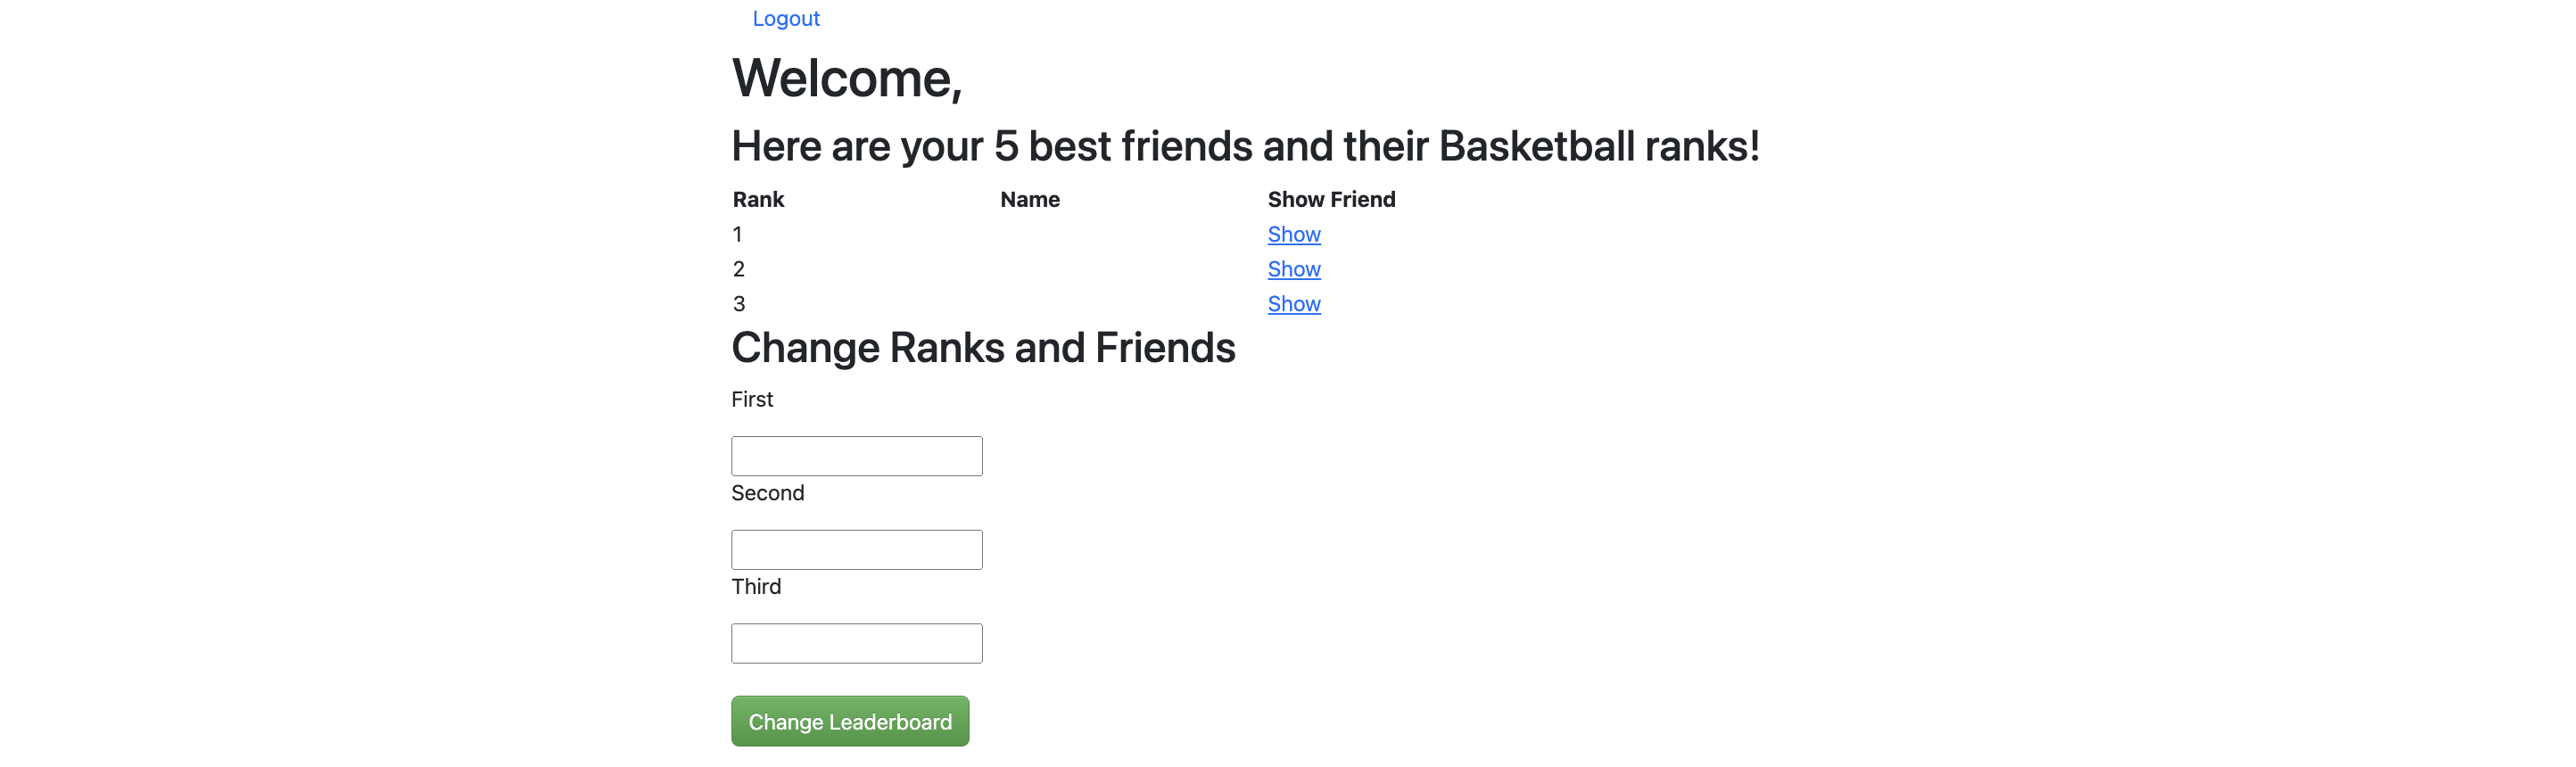 Logout
Welcome,
Here are your 5 best friends and their Basketball ranks!
Rank Name Show Friend
1 Show
2 Show
3 Show
Change Ranks and Friends
First
Second
Third
Change Leaderboard